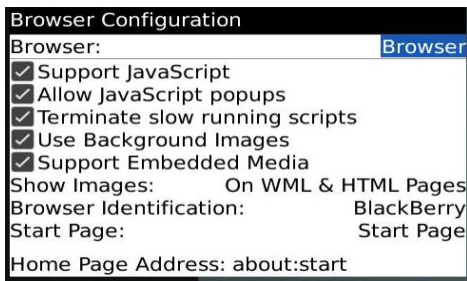 Browser Configuration
Browser: Browser
Support JavaScript
Allow JavaScript popups
Terminate slow running scripts
Use Background Images
Support Embedded Media
Show Images: On WML & HTML Pages
Browser Identification: BlackBerry
Start Page: Start Page
Home Page Address: about:start